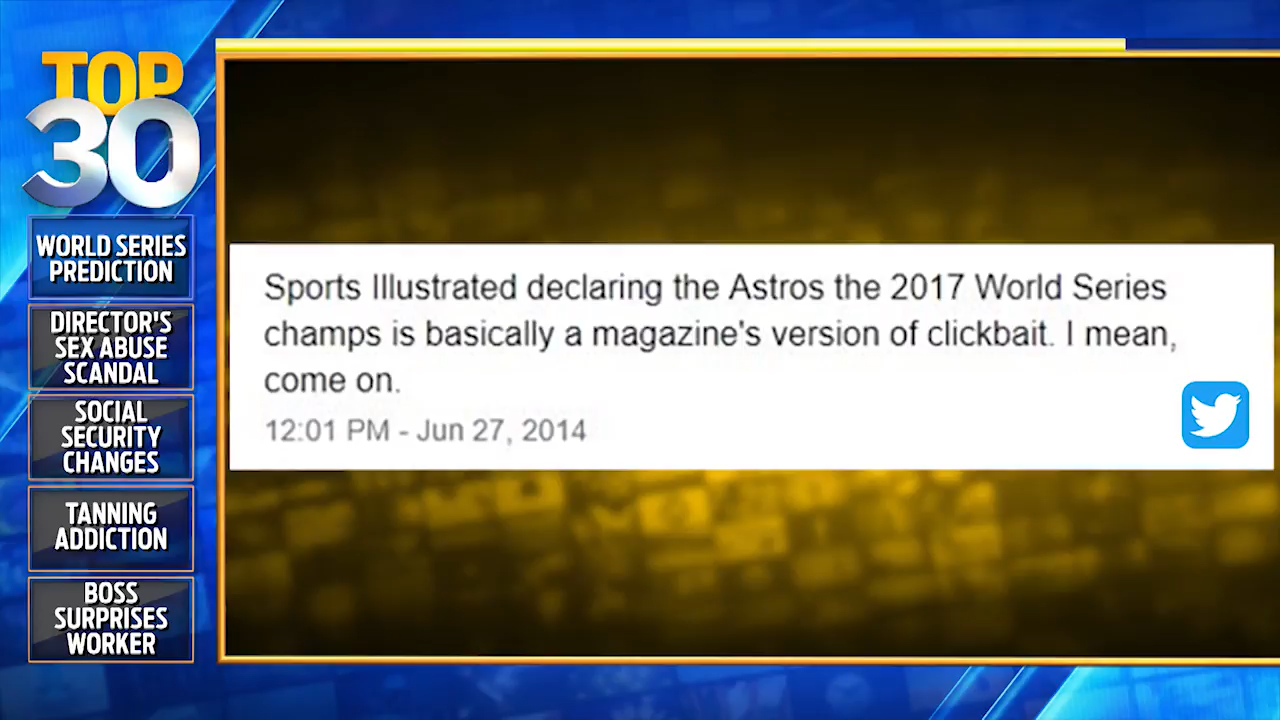 TOP
30
WORLD SERIES
PREDICTION
DIRECTOR'S
SEX ABUSE
SCANDAL
SOCIAL
SECURITY
CHANGES
TANNING
ADDICTION
BOSS
SURPRISES
WORKER
Sports Illustrated declaring the Astros the 2017 World Series
champs is basically a magazine's version of clickbait. I mean,
come on.
12:01 PM - Jun 27, 2014